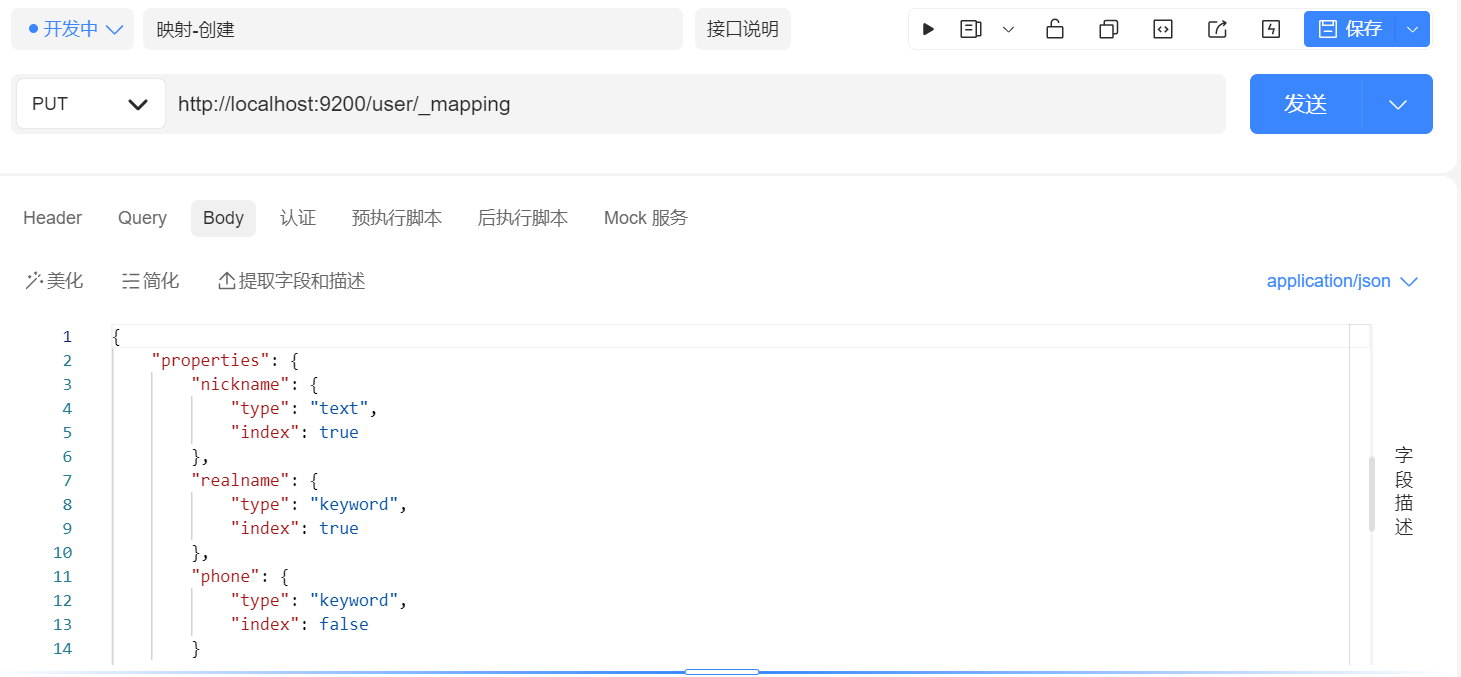 开发中 映射-创建 接口说明 保存
PUT http://localhost:9200/user/_mapping 发送
Header Query Body 认证 预执行脚本 后执行脚本 Mock 服务
美化 简化 提取字段和描述 application/json
1 {
2 "properties": {
3 "nickname": {
4 "type": "text",
5 "index": true
6 },
7 "realname": {
8 "type": "keyword",
9 "index": true
10 },
11 "phone": {
12 "type": "keyword",
13 "index": false
14 }
字段描述